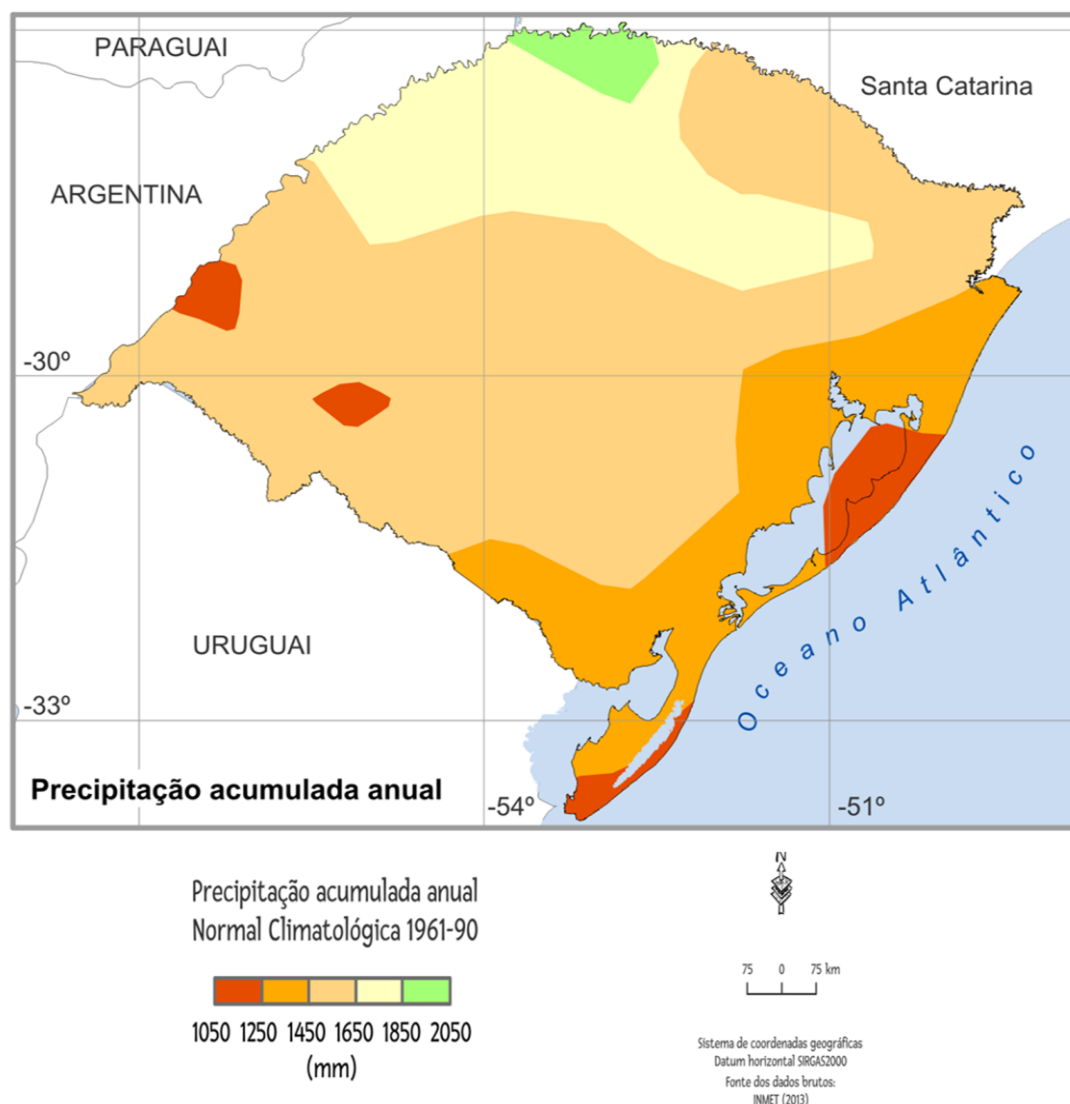 PARAGUAI
Santa Catarina
ARGENTINA
-30º
Oceano Atlântico
URUGUAI
-33º
Precipitação acumulada anual
-54º
-51º
Precipitação acumulada anual
Normal Climatológica 1961-90
1050 1250 1450 1650 1850 2050
(mm)
N
75 0 75 km
Sistema de coordenadas geográficas
Datum horizontal SIRGAS2000
Fonte dos dados brutos:
INMET (2013)